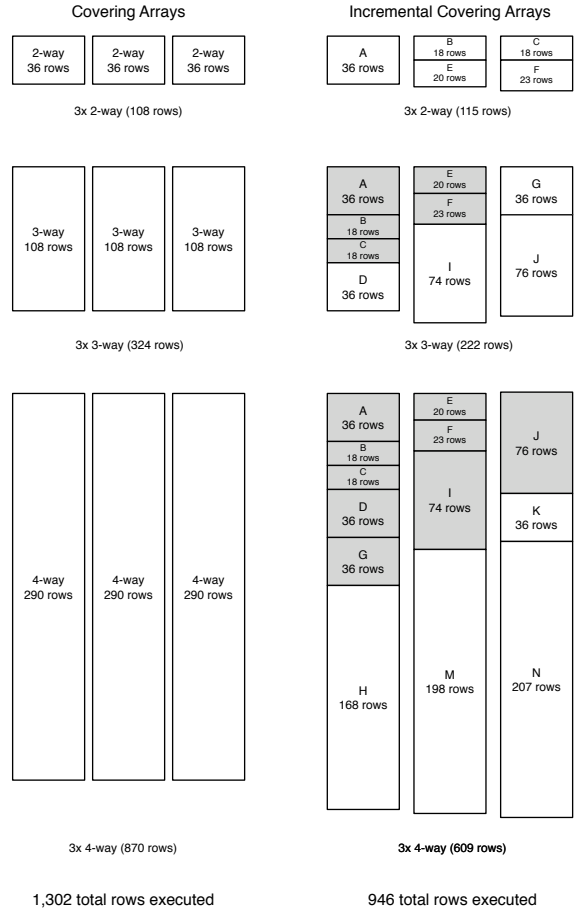 Covering Arrays
Incremental Covering Arrays
2-way
36 rows
2-way
36 rows
2-way
36 rows
A
36 rows
B
18 rows
E
20 rows
C
18 rows
F
23 rows
3x 2-way (108 rows)
3x 2-way (115 rows)
3-way
108 rows
3-way
108 rows
3-way
108 rows
A
36 rows
B
18 rows
C
18 rows
D
36 rows
E
20 rows
F
23 rows
I
74 rows
G
36 rows
J
76 rows
3x 3-way (324 rows)
3x 3-way (222 rows)
4-way
290 rows
4-way
290 rows
4-way
290 rows
A
36 rows
B
18 rows
C
18 rows
D
36 rows
G
36 rows
H
168 rows
E
20 rows
F
23 rows
I
74 rows
M
198 rows
J
76 rows
K
36 rows
N
207 rows
3x 4-way (870 rows)
3x 4-way (609 rows)
1,302 total rows executed
946 total rows executed